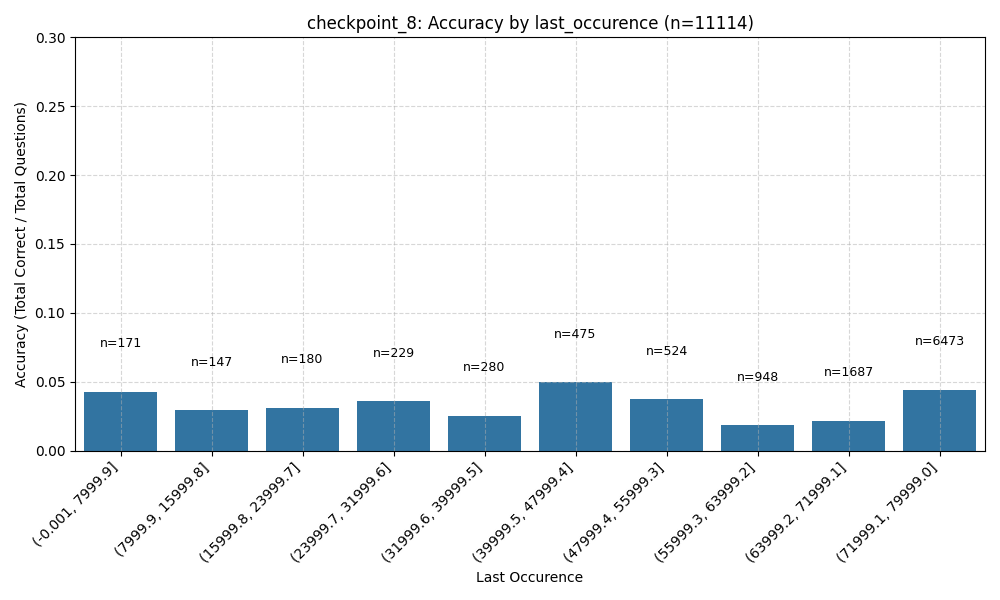 checkpoint_8: Accuracy by last_occurence (n=11114)
Accuracy (Total Correct / Total Questions)
0.30
0.25
0.20
0.15
0.10
0.05
0.00
n=171
n=147
n=180
n=229
n=280
n=475
n=524
n=948
n=1687
n=6473
(-0.001, 7999.9]
(7999.9, 15999.8]
(15999.8, 23999.7]
(23999.7, 31999.6]
(31999.6, 39999.5]
(39999.5, 47999.4]
(47999.4, 55999.3]
(55999.3, 63999.2]
(63999.2, 71999.1]
(71999.1, 79999.0]
Last Occurence